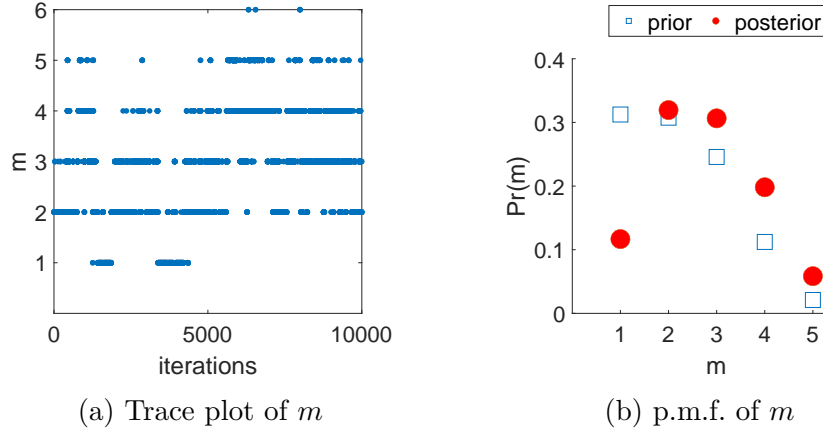 6
5
4
3
2
1
m
0 5000 10000
iterations
(a) Trace plot of m
prior posterior
0.4
0.3
0.2
0.1
0
Pr(m)
1 2 3 4 5
m
(b) p.m.f. of m